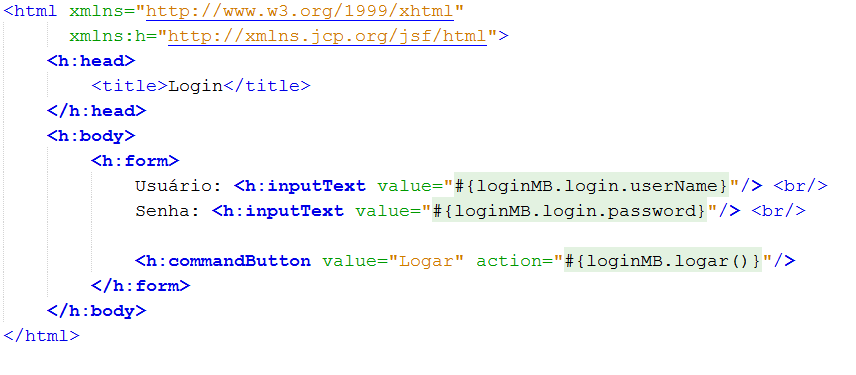 <html xmlns="http://www.w3.org/1999/xhtml"
xmlns:h="http://xmlns.jcp.org/jsf/html">
<h:head>
<title>Login</title>
</h:head>
<h:body>
<h:form>
Usuário: <h:inputText value="#{loginMB.login.userName}"/> <br/>
Senha: <h:inputText value="#{loginMB.login.password}"/> <br/>
<h:commandButton value="Logar" action="#{loginMB.logar()}"/>
</h:form>
</h:body>
</html>